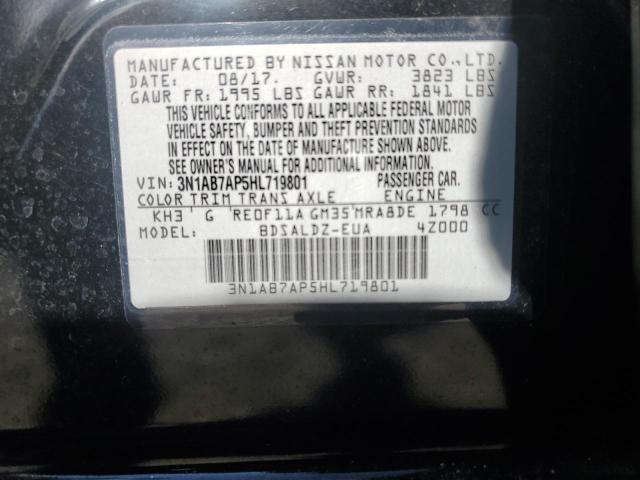 MANUFACTURED BY NISSAN MOTOR CO.,LTD.
DATE: 08/17. GVWR: 3823 LBS
GAWR FR: 1995 LBS GAWR RR: 1841 LBS
THIS VEHICLE CONFORMS TO ALL APPLICABLE FEDERAL MOTOR
VEHICLE SAFETY, BUMPER AND THEFT PREVENTION STANDARDS
IN EFFECT ON THE DATE OF MANUFACTURE SHOWN ABOVE.
SEE OWNER'S MANUAL FOR ADDITIONAL INFORMATION.
VIN: 3N1AB7AP5HL719801 PASSENGER CAR.
COLOR TRIM TRANS AXLE ENGINE
KH3 G RE0F11A GM35 MRA8DE 1798 CC
MODEL: BDSALDZ-EUA 4Z000
3N1AB7AP5HL719801